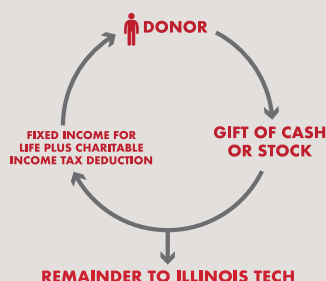 DONOR
GIFT OF CASH
OR STOCK
FIXED INCOME FOR
LIFE PLUS CHARITABLE
INCOME TAX DEDUCTION
REMAINDER TO ILLINOIS TECH